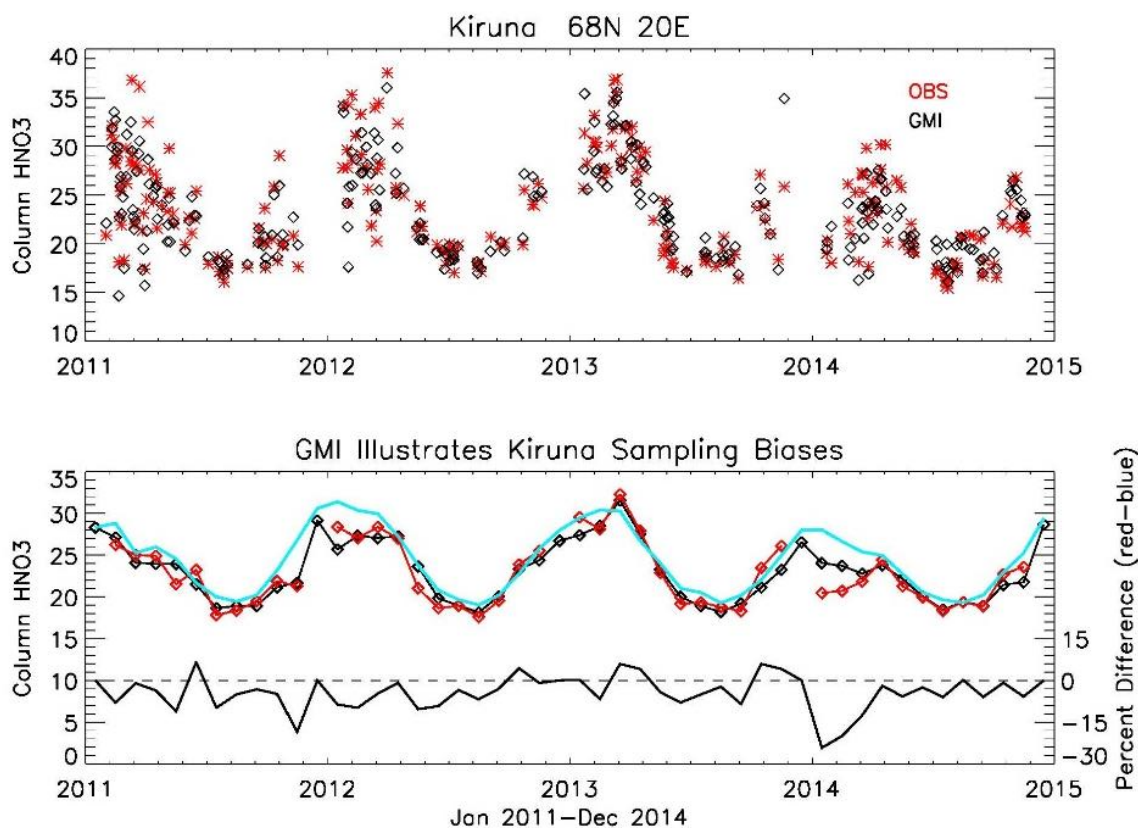 Kiruna 68N 20E
40
35
30
25
20
15
10
Column HNO3
OBS
GMI
2011 2012 2013 2014 2015
GMI Illustrates Kiruna Sampling Biases
35
30
25
20
15
10
5
0
Column HNO3
15
0
-15
-30
Percent Difference (red-blue)
2011 2012 2013 2014 2015
Jan 2011-Dec 2014